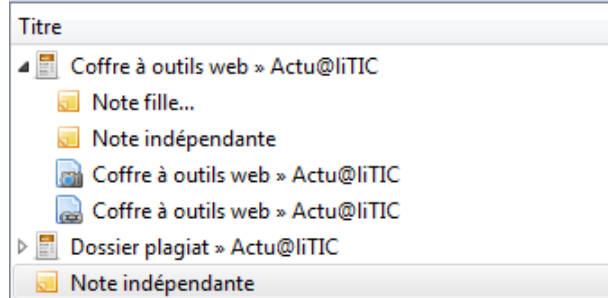 Titre
Coffre à outils web » Actu@liTIC
Note fille...
Note indépendante
Coffre à outils web » Actu@liTIC
Coffre à outils web » Actu@liTIC
Dossier plagiat » Actu@liTIC
Note indépendante